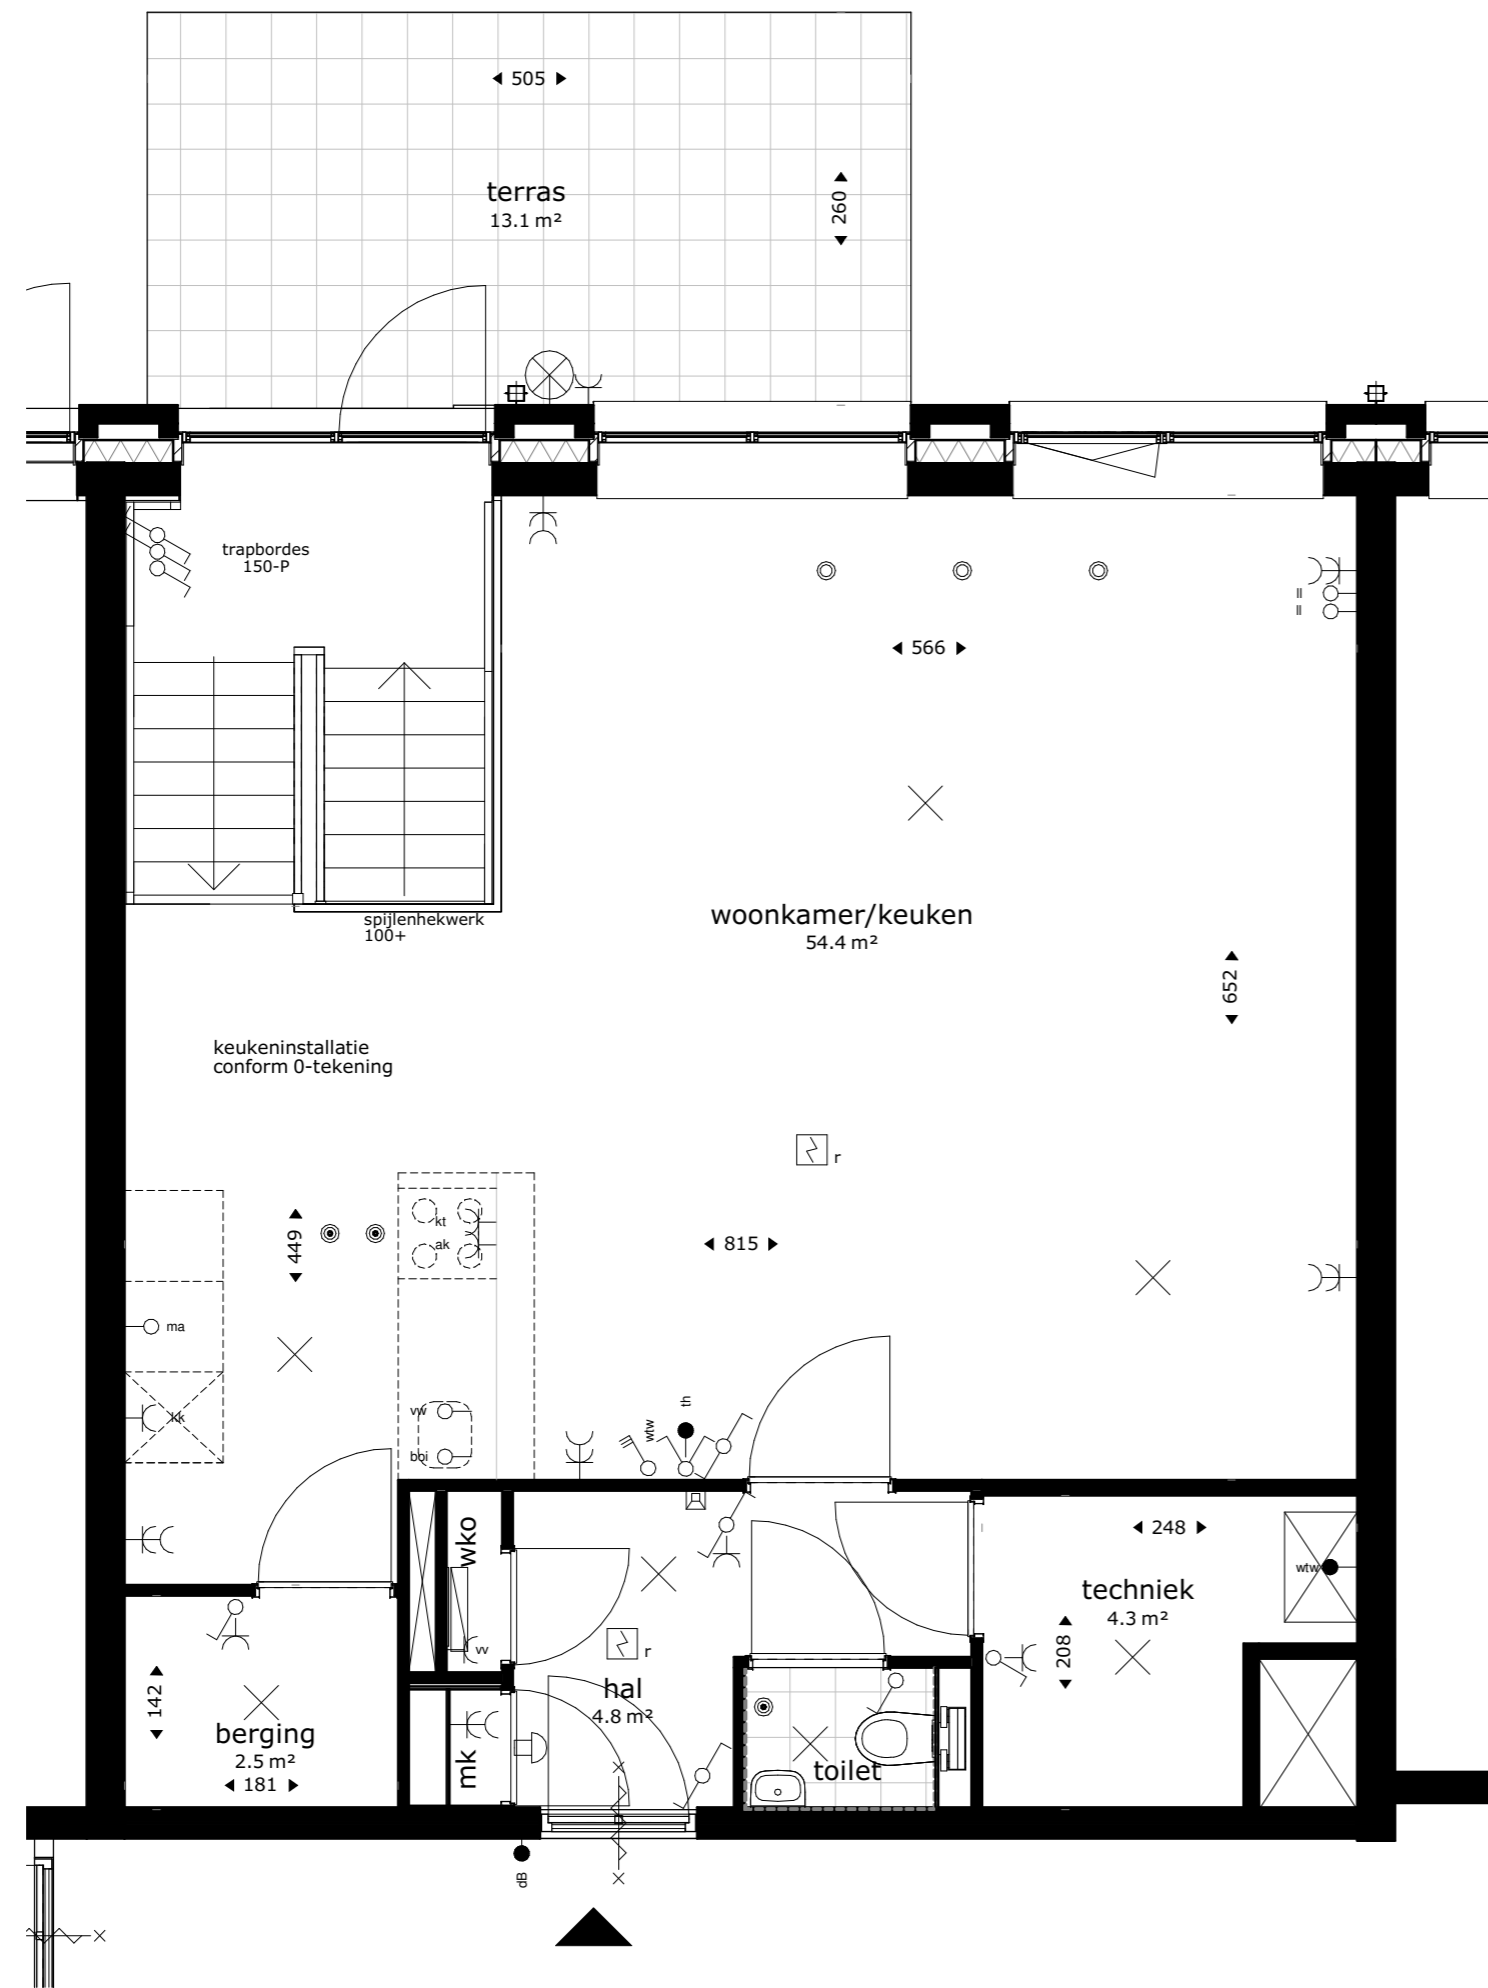 505
terras
13.1 m²
260
trapbordes
150-P
=
=
566
spijlenhekwerk
100+
woonkamer/keuken
54.4 m²
652
keukeninstallatie
conform 0-tekening
r
449
kt
ak
815
ma
kk
vw
boi
wtw
th
wko
vv
248
techniek
4.3 m²
wtw
208
r
hal
4.8 m²
142
berging
2.5 m²
181
mk
toilet
dB